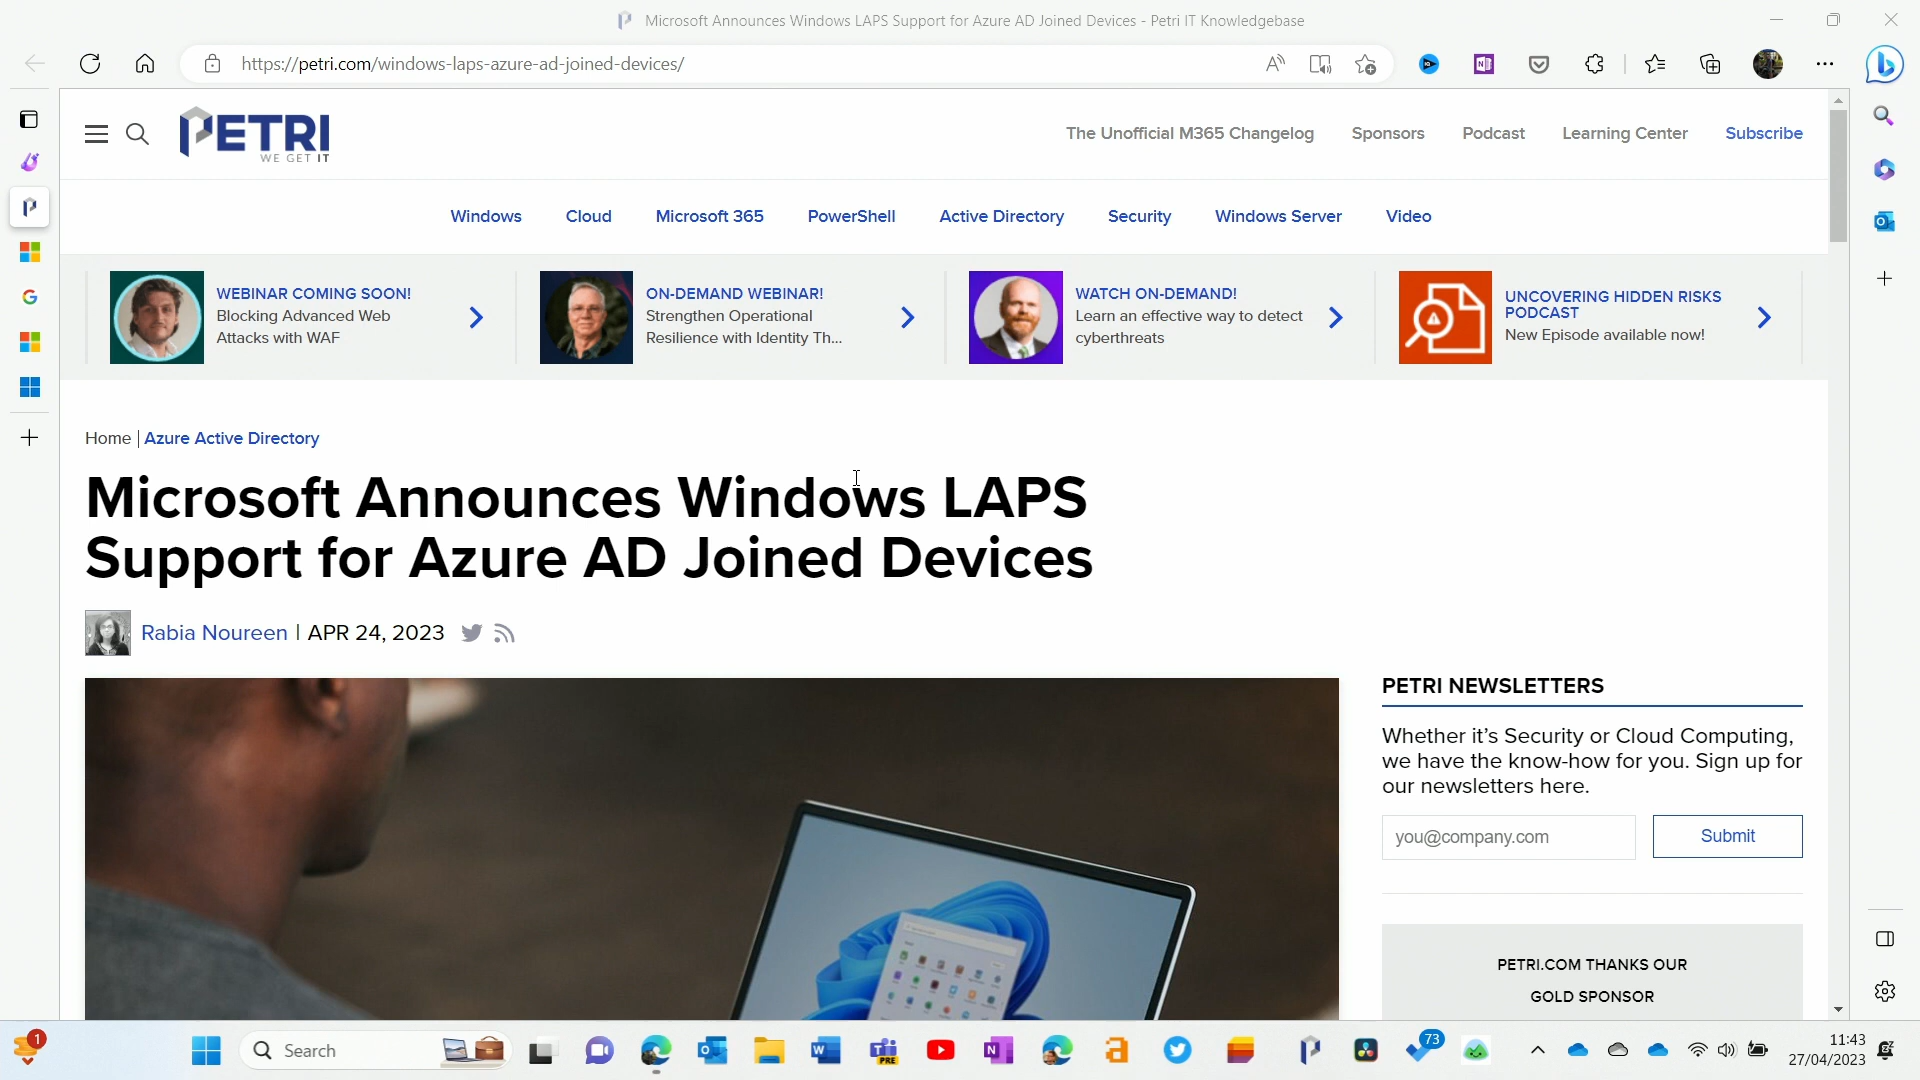 Microsoft Announces Windows LAPS Support for Azure AD Joined Devices - Petri IT Knowledgebase
https://petri.com/windows-laps-azure-ad-joined-devices/
PETRI
WE GET IT
The Unofficial M365 Changelog
Sponsors
Podcast
Learning Center
Subscribe
Windows
Cloud
Microsoft 365
PowerShell
Active Directory
Security
Windows Server
Video
WEBINAR COMING SOON!
Blocking Advanced Web
Attacks with WAF
ON-DEMAND WEBINAR!
Strengthen Operational
Resilience with Identity Th...
WATCH ON-DEMAND!
Learn an effective way to detect
cyberthreats
UNCOVERING HIDDEN RISKS
PODCAST
New Episode available now!
Home | Azure Active Directory
Microsoft Announces Windows LAPS
Support for Azure AD Joined Devices
Rabia Noureen | APR 24, 2023
PETRI NEWSLETTERS
Whether it’s Security or Cloud Computing,
we have the know-how for you. Sign up for
our newsletters here.
you@company.com
Submit
PETRI.COM THANKS OUR
GOLD SPONSOR
1
Search
PRE
73
11:43
27/04/2023